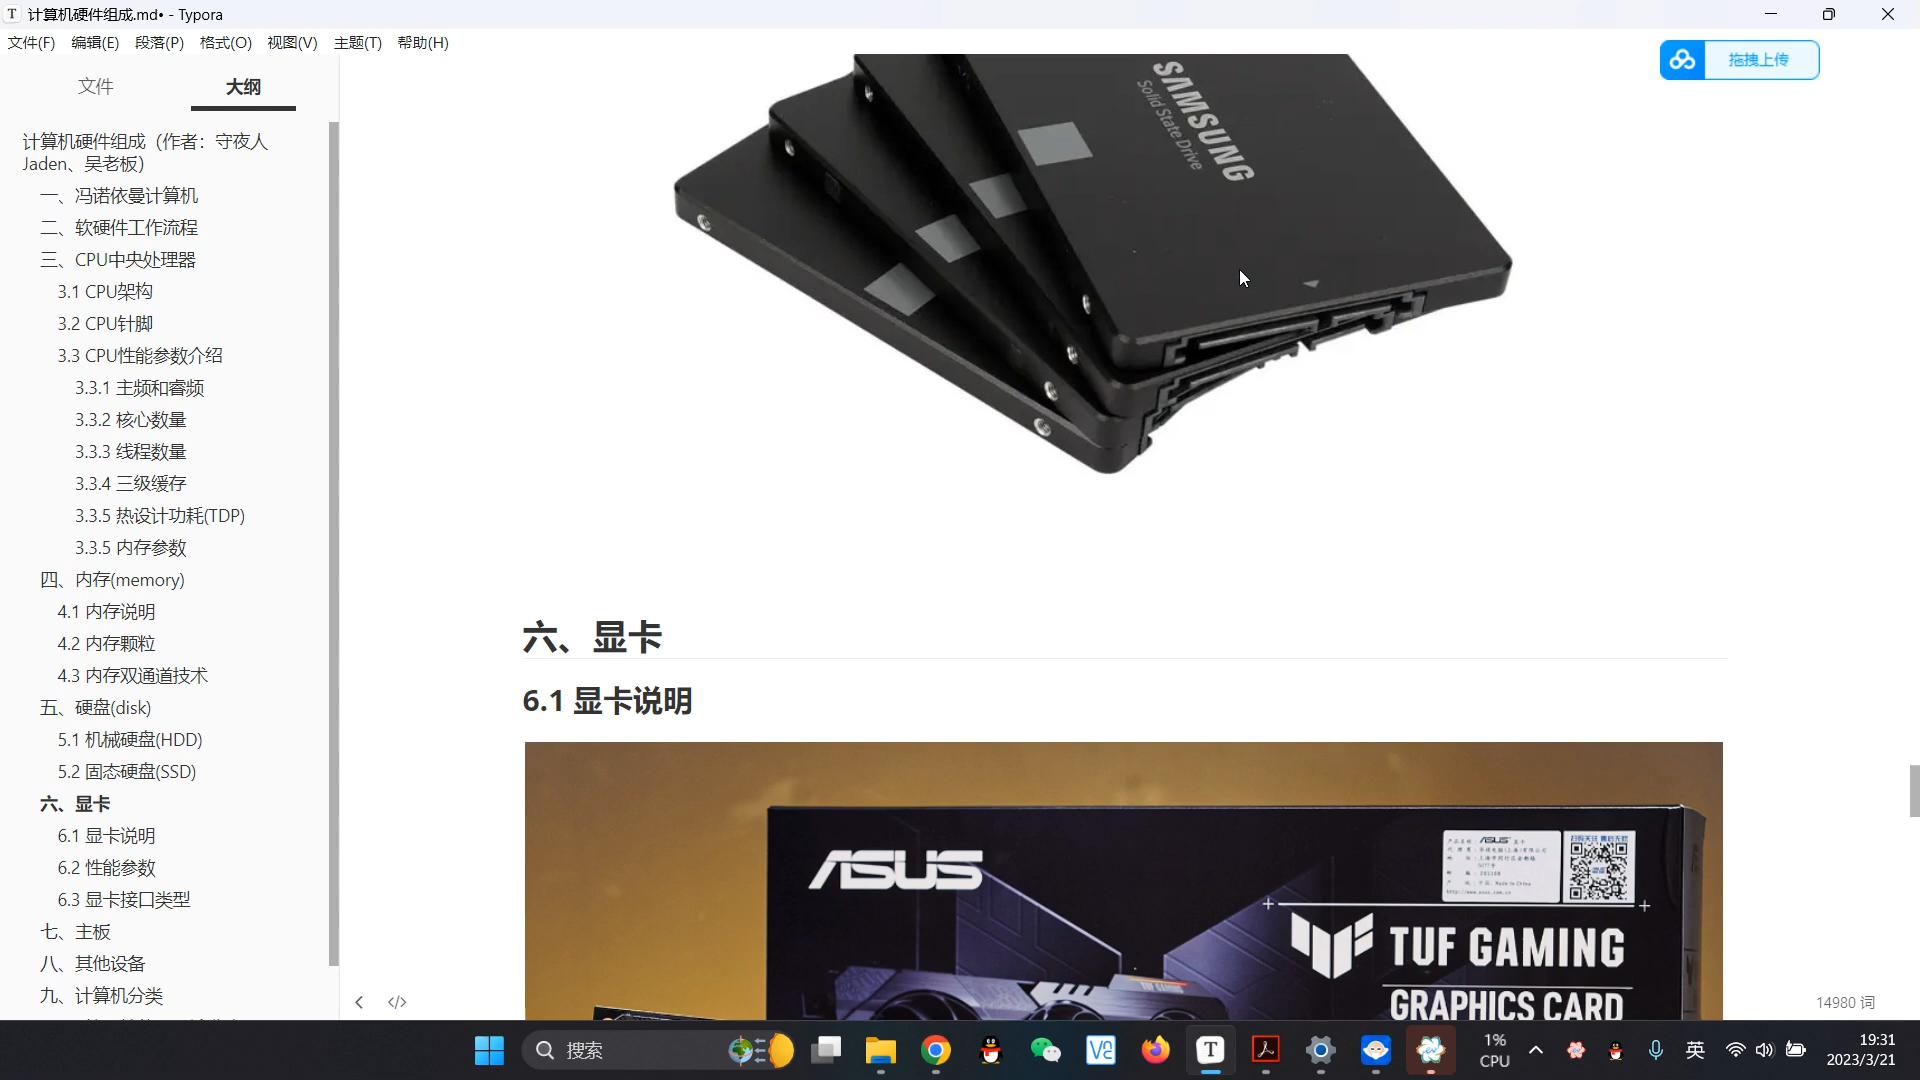 计算机硬件组成.md• - Typora
文件(F) 编辑(E) 段落(P) 格式(O) 视图(V) 主题(T) 帮助(H)
拖拽上传
文件
大纲
计算机硬件组成（作者：守夜人
Jaden、吴老板）
一、冯诺依曼计算机
二、软硬件工作流程
三、CPU中央处理器
3.1 CPU架构
3.2 CPU针脚
3.3 CPU性能参数介绍
3.3.1 主频和睿频
3.3.2 核心数量
3.3.3 线程数量
3.3.4 三级缓存
3.3.5 热设计功耗(TDP)
3.3.5 内存参数
四、内存(memory)
4.1 内存说明
4.2 内存颗粒
4.3 内存双通道技术
五、硬盘(disk)
5.1 机械硬盘(HDD)
5.2 固态硬盘(SSD)
六、显卡
6.1 显卡说明
6.2 性能参数
6.3 显卡接口类型
七、主板
八、其他设备
九、计算机分类
SAMSUNG
Solid State Drive
六、显卡
6.1 显卡说明
ASUS
ASUS
TUF GAMING
GRAPHICS CARD
TUF GAMING
14980 词
搜索
1%
CPU
英
19:31
2023/3/21